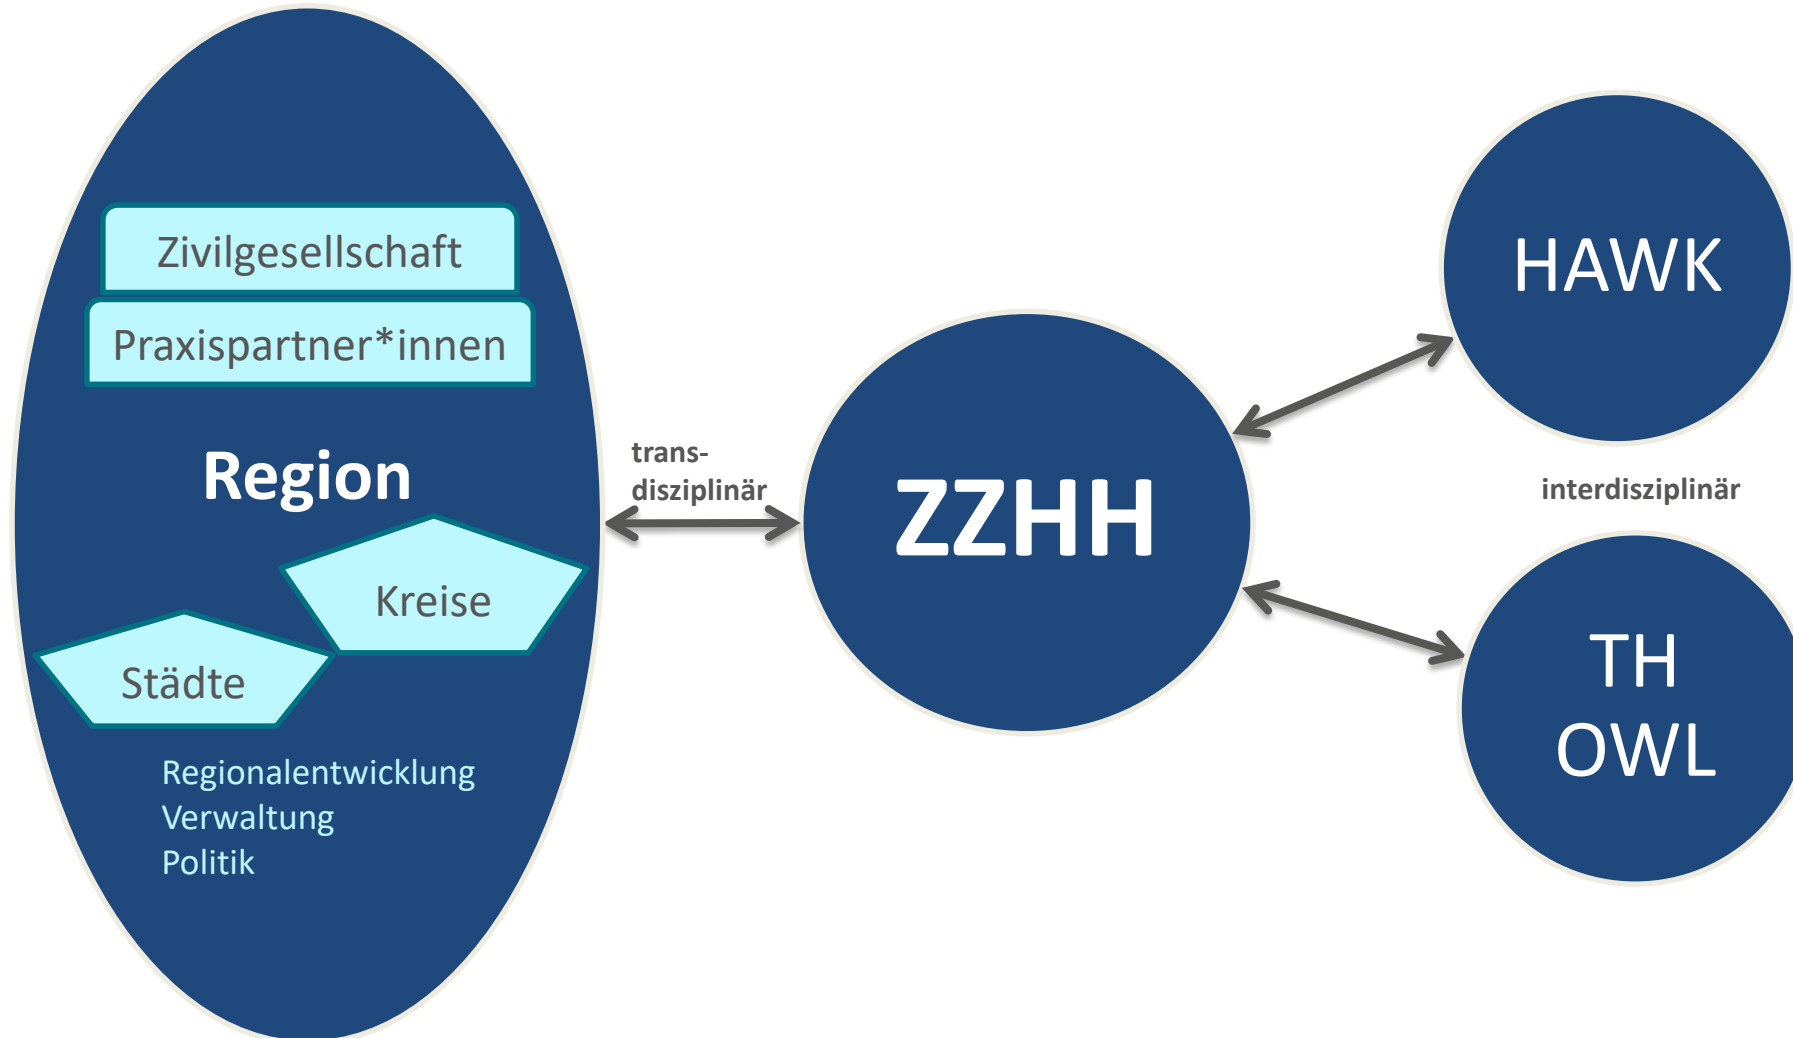 Zivilgesellschaft
Praxispartner*innen
Region
Kreise
Städte
Regionalentwicklung
Verwaltung
Politik
trans-
disziplinär
ZZHH
HAWK
interdisziplinär
TH
OWL